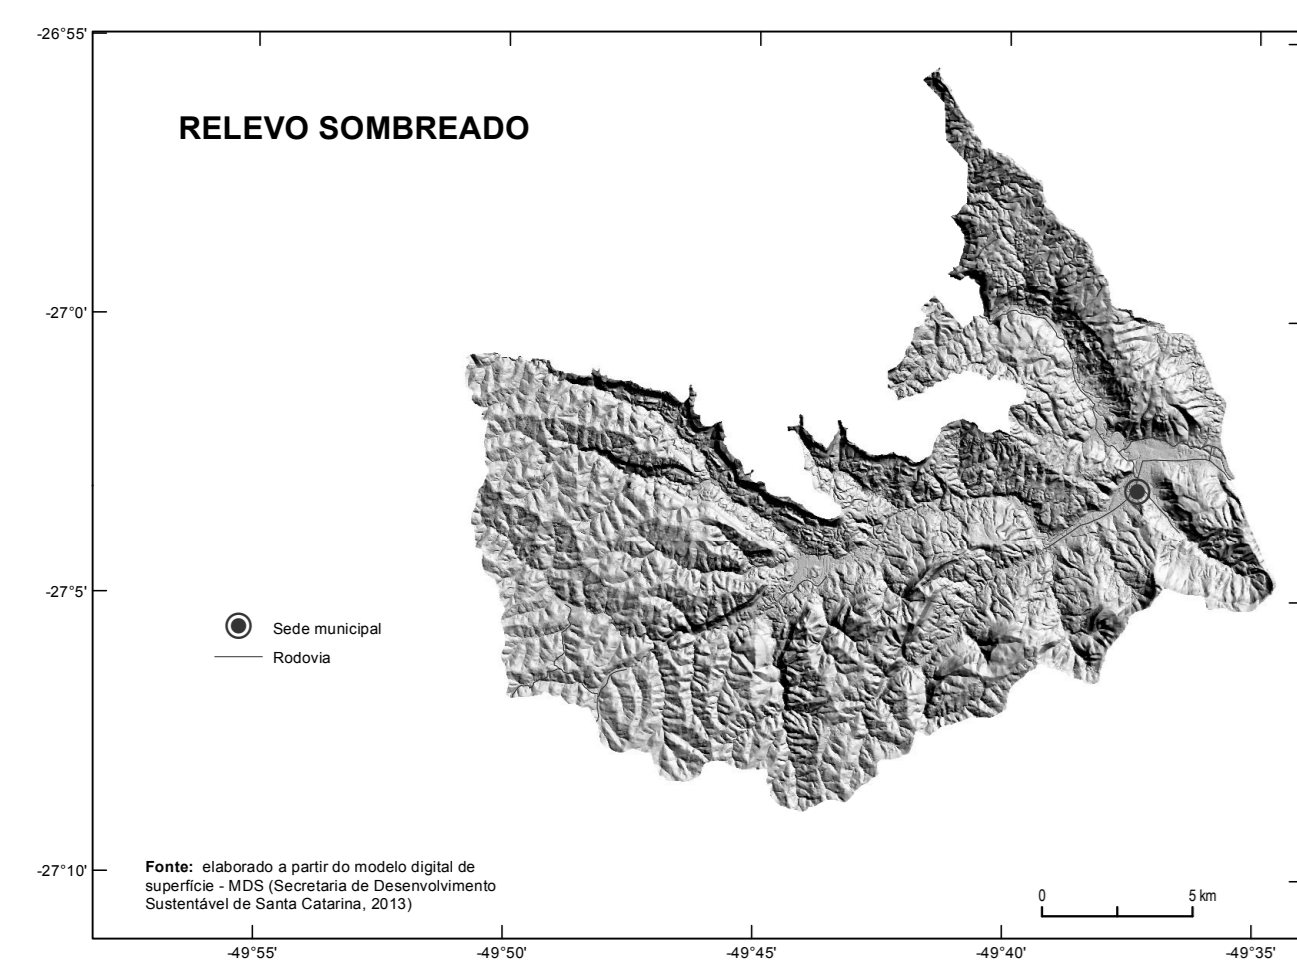 -26°55'
RELEVO SOMBREADO
-27°0'
-27°5'
Sede municipal
Rodovia
-27°10'
Fonte: elaborado a partir do modelo digital de
superfície - MDS (Secretaria de Desenvolvimento
Sustentável de Santa Catarina, 2013)
0 5 km
-49°55' -49°50' -49°45' -49°40' -49°35'